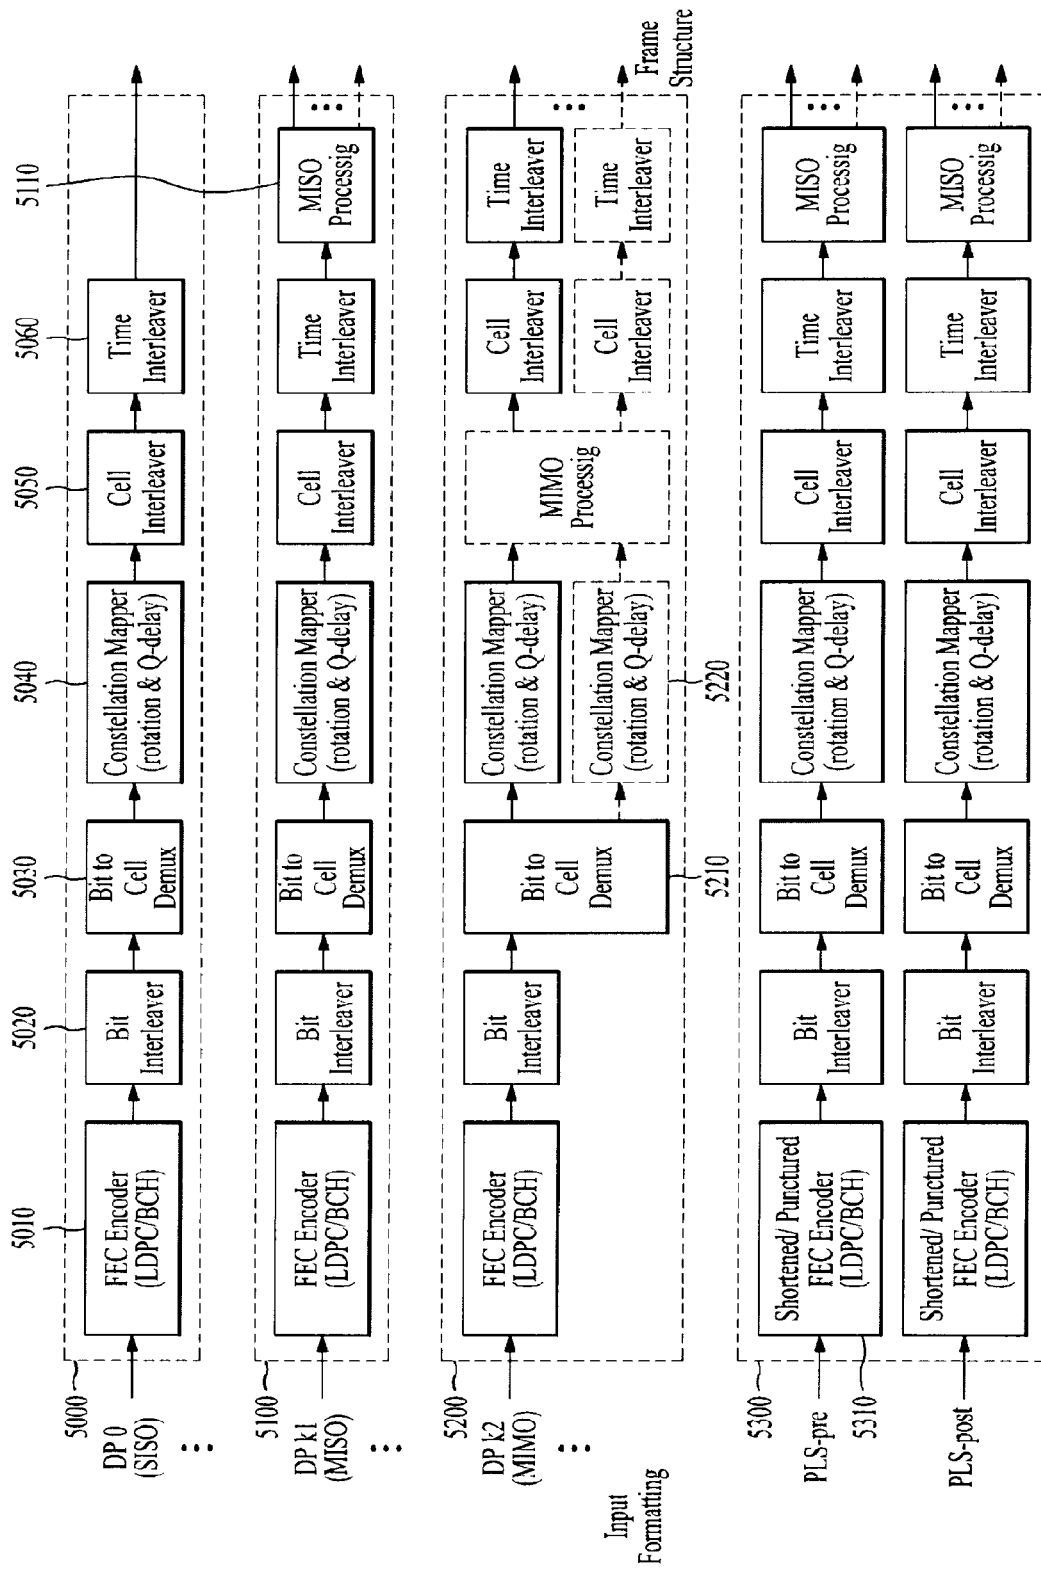 5010
5020
5030
5040
5050
5060
5110
5000
DP 0
(SISO)
FEC Encoder
(LDPC/BCH)
Bit
Interleaver
Bit to
Cell
Demux
Constellation Mapper
(rotation & Q-delay)
Cell
Interleaver
Time
Interleaver
5100
DP k1
(MISO)
FEC Encoder
(LDPC/BCH)
Bit
Interleaver
Bit to
Cell
Demux
Constellation Mapper
(rotation & Q-delay)
Cell
Interleaver
Time
Interleaver
MISO
Processig
5200
DP k2
(MIMO)
FEC Encoder
(LDPC/BCH)
Bit
Interleaver
Bit to
Cell
Demux
Constellation Mapper
(rotation & Q-delay)
Constellation Mapper
(rotation & Q-delay)
MIMO
Processig
Cell
Interleaver
Time
Interleaver
Cell
Interleaver
Time
Interleaver
5210
5220
Input
Formatting
Frame
Structure
5300
PLS-pre
5310
Shortened/ Punctured
FEC Encoder
(LDPC/BCH)
Bit
Interleaver
Bit to
Cell
Demux
Constellation Mapper
(rotation & Q-delay)
Cell
Interleaver
Time
Interleaver
MISO
Processig
PLS-post
Shortened/ Punctured
FEC Encoder
(LDPC/BCH)
Bit
Interleaver
Bit to
Cell
Demux
Constellation Mapper
(rotation & Q-delay)
Cell
Interleaver
Time
Interleaver
MISO
Processig